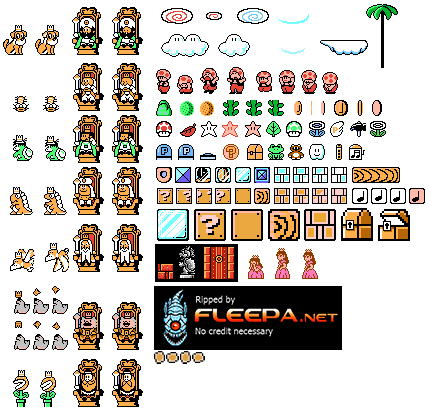 P P
? ? ? ?
?
Ripped by
FLEEPA.NET
No credit necessary